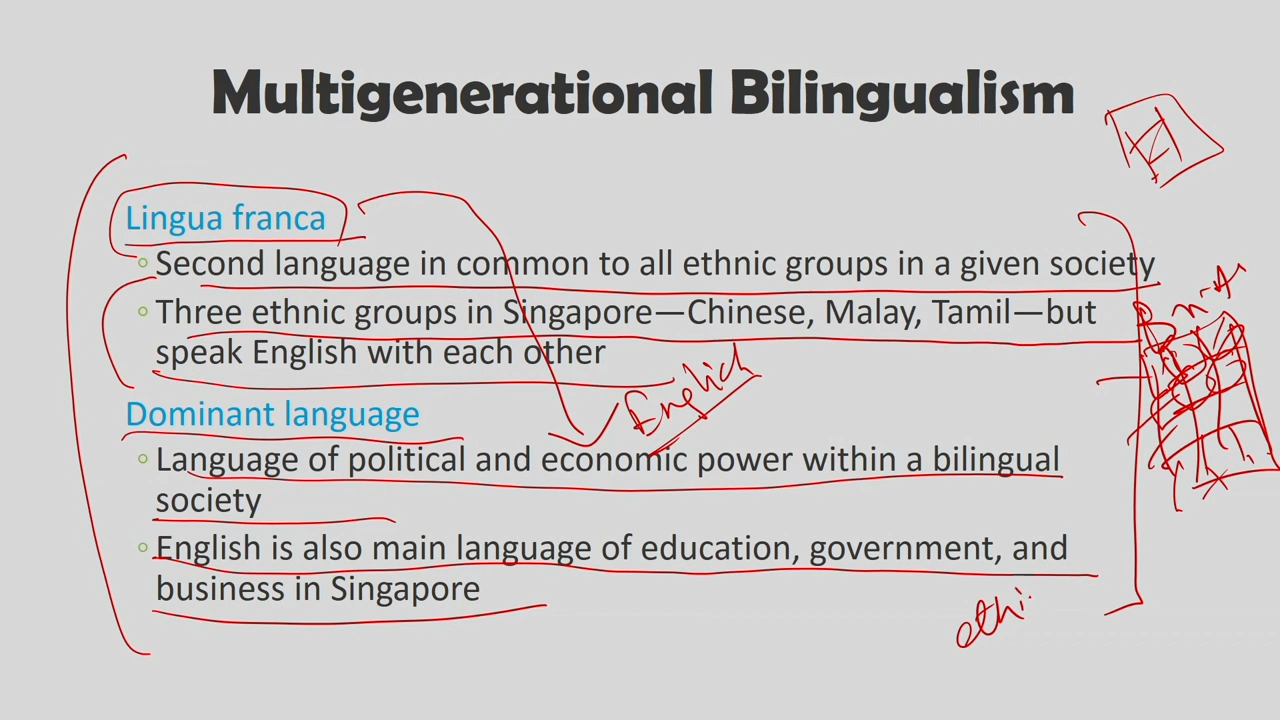 Multigenerational Bilingualism
Lingua franca
Second language in common to all ethnic groups in a given society
Three ethnic groups in Singapore—Chinese, Malay, Tamil—but
speak English with each other
English
Dominant language
Language of political and economic power within a bilingual
society
English is also main language of education, government, and
business in Singapore
ethi